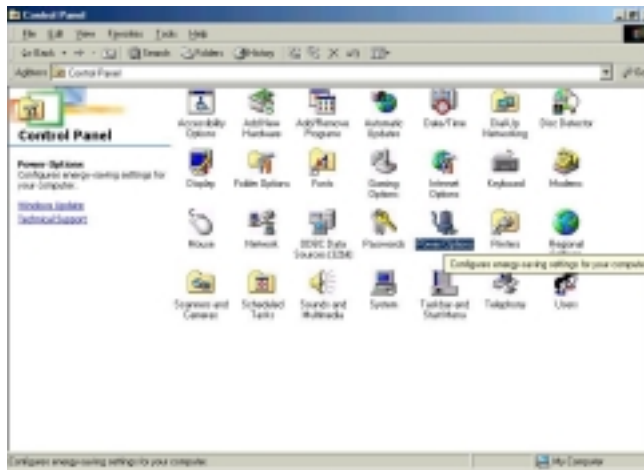 Control Panel
File Edit View Favorites Tools Help
Back Search Folders History
Address Control Panel Go
Control Panel
Power Options
Configures energy-saving settings for
your computer.
Windows Update
Technical Support
Accessibility
Options
Add New
Hardware
Add/Remove
Programs
Automatic
Updates
Date/Time
Dial-Up
Networking
Disc Detector
Display
Folder Options
Fonts
Gaming
Options
Internet
Options
Keyboard
Modems
Mouse
Network
ODBC Data
Sources (32bit)
Passwords
Power Options
Printers
Regional
Configures energy-saving settings for your computer
Scanners and
Cameras
Scheduled
Tasks
Sounds and
Multimedia
System
Taskbar and
Start Menu
Telephony
Users
Configures energy-saving settings for your computer.
My Computer